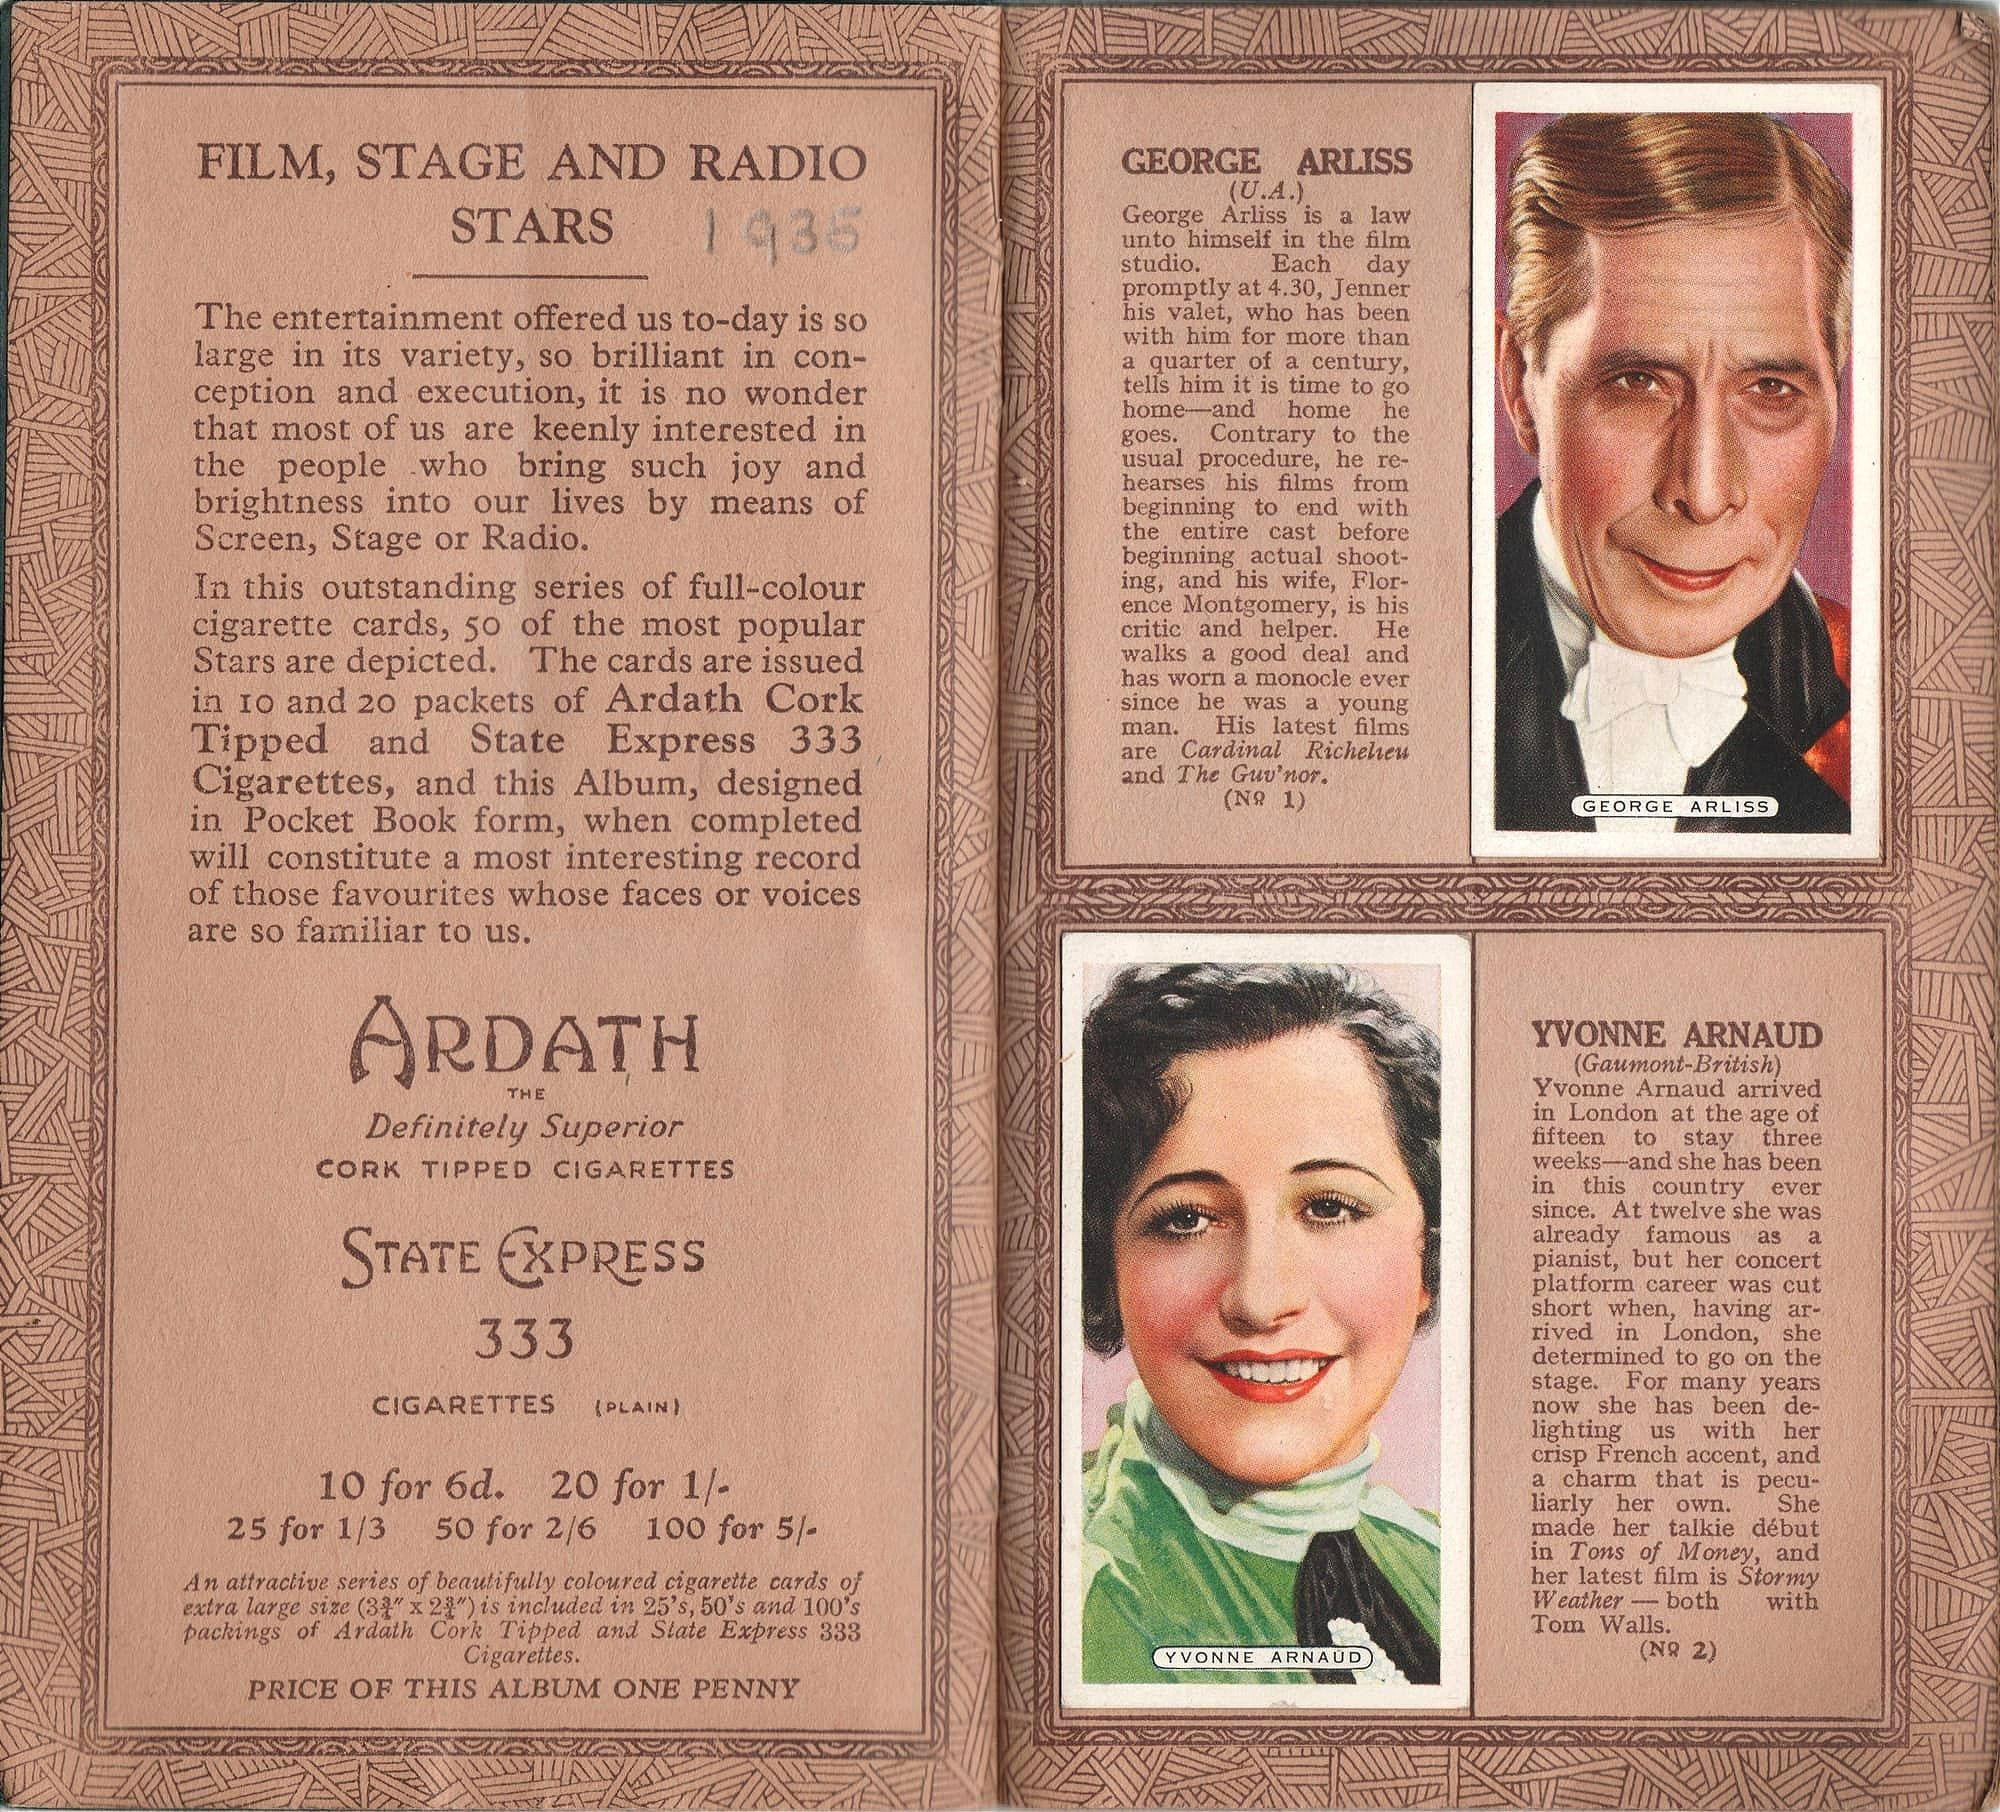 FILM, STAGE AND RADIO
STARS
1935
The entertainment offered us to-day is so
large in its variety, so brilliant in con-
ception and execution, it is no wonder
that most of us are keenly interested in
the people who bring such joy and
brightness into our lives by means of
Screen, Stage or Radio.
In this outstanding series of full-colour
cigarette cards, 50 of the most popular
Stars are depicted. The cards are issued
in 10 and 20 packets of Ardath Cork
Tipped and State Express 333
Cigarettes, and this Album, designed
in Pocket Book form, when completed
will constitute a most interesting record
of those favourites whose faces or voices
are so familiar to us.
ARDATH
THE
Definitely Superior
CORK TIPPED CIGARETTES
STATE EXPRESS
333
CIGARETTES (PLAIN)
10 for 6d. 20 for 1/-
25 for 1/3 50 for 2/6 100 for 5/-
An attractive series of beautifully coloured cigarette cards of
extra large size (3¾" x 2¾") is included in 25's, 50's and 100's
packings of Ardath Cork Tipped and State Express 333
Cigarettes.
PRICE OF THIS ALBUM ONE PENNY
GEORGE ARLISS
(U.A.)
George Arliss is a law
unto himself in the film
studio. Each day
promptly at 4.30, Jenner
his valet, who has been
with him for more than
a quarter of a century,
tells him it is time to go
home—and home he
goes. Contrary to the
usual procedure, he re-
hearses his films from
beginning to end with
the entire cast before
beginning actual shoot-
ing, and his wife, Flor-
ence Montgomery, is his
critic and helper. He
walks a good deal and
has worn a monocle ever
since he was a young
man. His latest films
are Cardinal Richelieu
and The Guv'nor.
(Nº 1)
GEORGE ARLISS
YVONNE ARNAUD
YVONNE ARNAUD
(Gaumont-British)
Yvonne Arnaud arrived
in London at the age of
fifteen to stay three
weeks—and she has been
in this country ever
since. At twelve she was
already famous as a
pianist, but her concert
platform career was cut
short when, having ar-
rived in London, she
determined to go on the
stage. For many years
now she has been de-
lighting us with her
crisp French accent, and
a charm that is pecu-
liarly her own. She
made her talkie début
in Tons of Money, and
her latest film is Stormy
Weather — both with
Tom Walls.
(Nº 2)